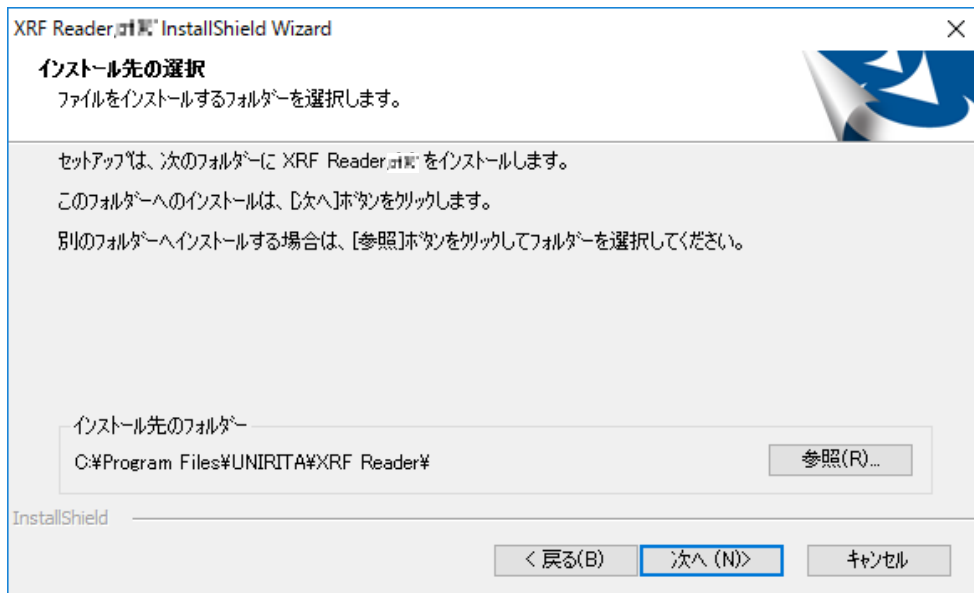 XRF Reader InstallShield Wizard
インストール先の選択
ファイルをインストールするフォルダーを選択します。
セットアップは、次のフォルダーに XRF Reader をインストールします。
このフォルダーへのインストールは、[次へ]ボタンをクリックします。
別のフォルダーへインストールする場合は、[参照]ボタンをクリックしてフォルダーを選択してください。
インストール先のフォルダー
C:¥Program Files¥UNIRITA¥XRF Reader¥
参照(R)...
InstallShield
< 戻る(B)
次へ (N)>
キャンセル